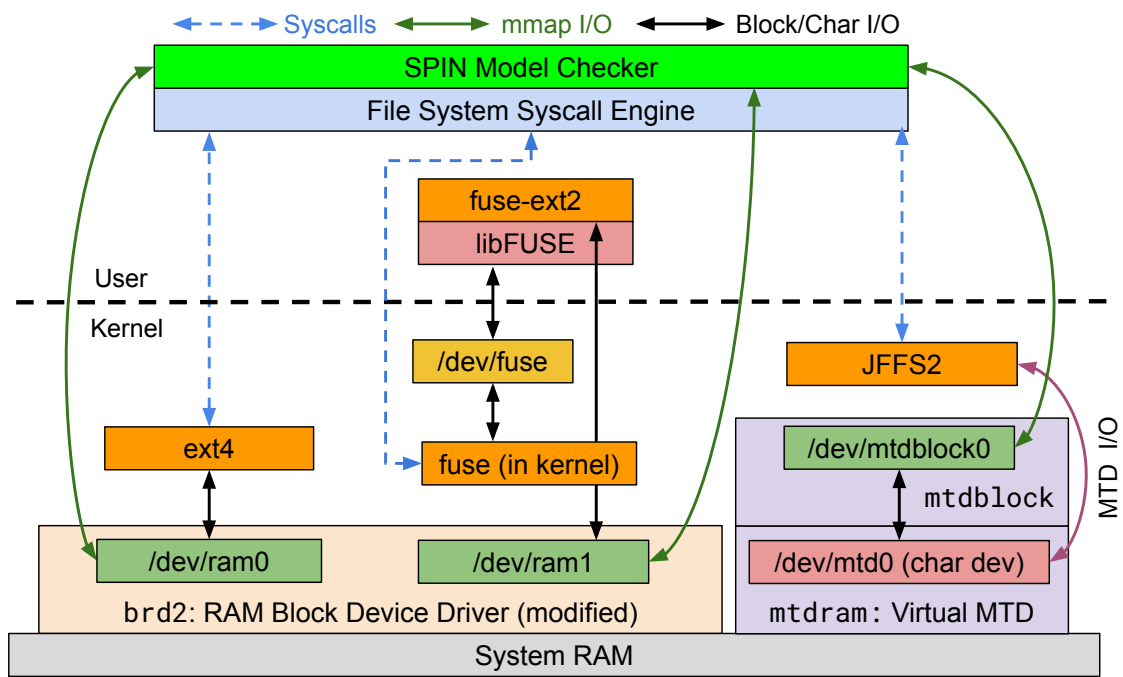 Syscalls
mmap I/O
Block/Char I/O
SPIN Model Checker
File System Syscall Engine
fuse-ext2
libFUSE
User
Kernel
/dev/fuse
JFFS2
ext4
fuse (in kernel)
/dev/mtdblock0
mtdblock
MTD I/O
/dev/ram0
/dev/ram1
/dev/mtd0 (char dev)
brd2: RAM Block Device Driver (modified)
mtdram: Virtual MTD
System RAM